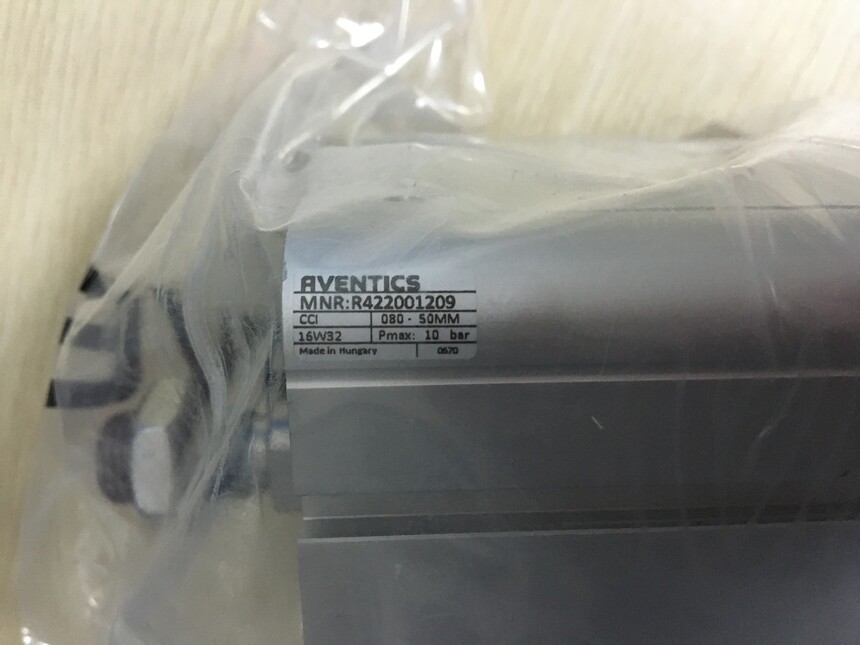 AVENTICS
MNR:R422001209
CCI 080 - 50MM
16W32 Pmax: 10 bar
Made in Hungary 0670